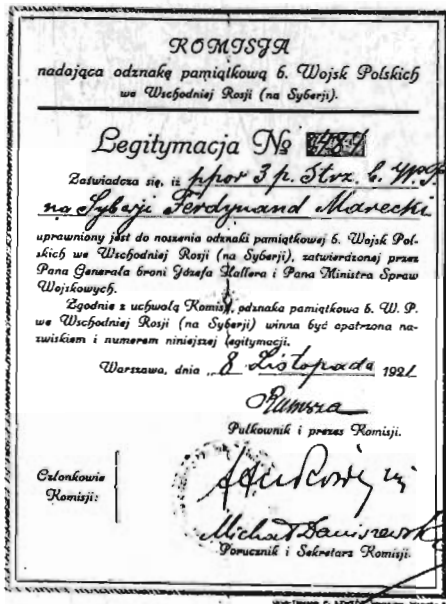 KOMISJA
nadająca odznakę pamiątkową b. Wojsk Polskich
we Wschodniej Rosji (na Syberji).
Legitymacja №
Zaświadcza się, iż ppor 3 p. Strz. b. W.P.
na Syberji Ferdynand Marecki
uprawniony jest do noszenia odznaki pamiątkowej b. Wojsk Pol-
skich we Wschodniej Rosji (na Syberji), zatwierdzonej przez
Pana Generała broni Józefa Hallera i Pana Ministra Spraw
Wojskowych.
Zgodnie z uchwałą Komisji, odznaka pamiątkowa b. W. P.
we Wschodniej Rosji (na Syberji) winna być opatrzona na-
zwiskiem i numerem niniejszej legitymacji.
Warszawa, dnia 8 Listopada 1921
Rumsza
Pułkownik i prezes Komisji.
Członkowie
Komisji:
Michał Daniszewski
Porucznik i Sekretarz Komisji.